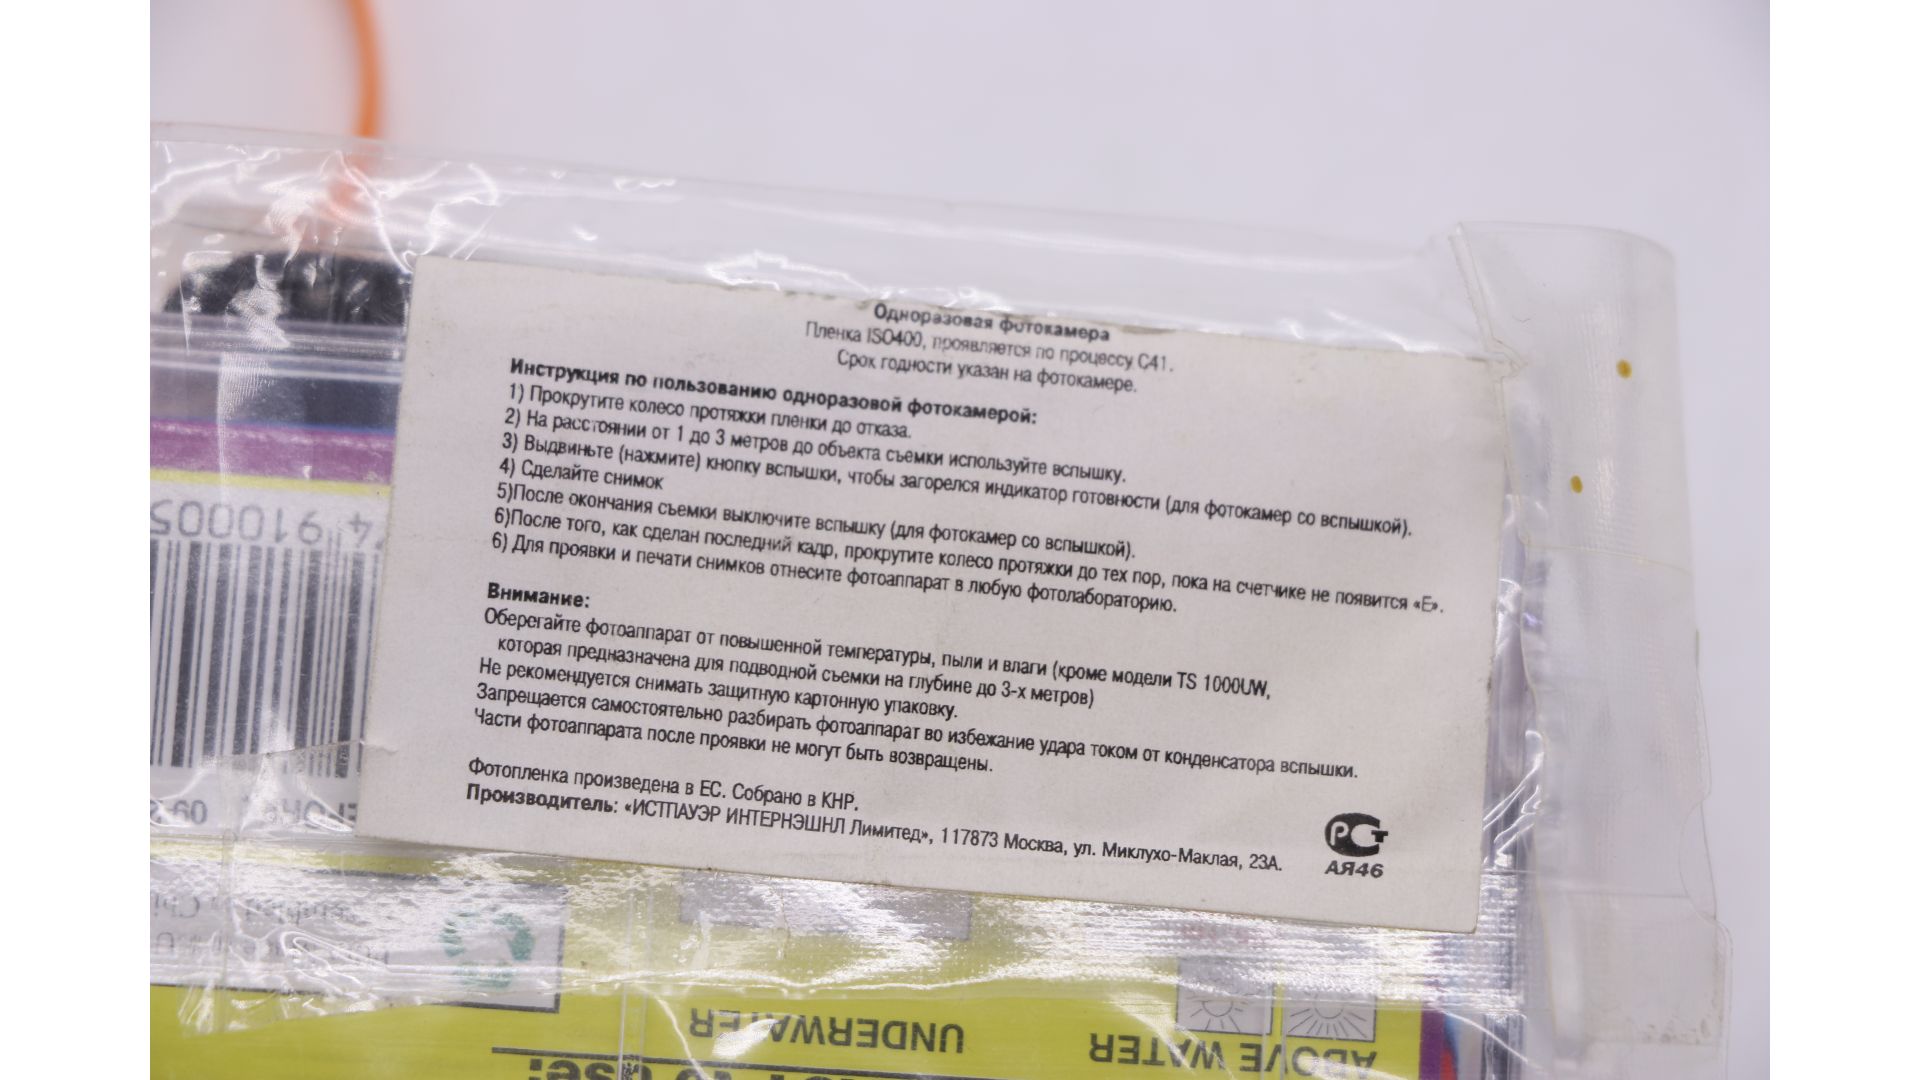 Одноразовая фотокамера
Пленка ISO400, проявляется по процессу С41.
Срок годности указан на фотокамере.
Инструкция по пользованию одноразовой фотокамерой:
1) Прокрутите колесо протяжки пленки до отказа.
2) На расстоянии от 1 до 3 метров до объекта съемки используйте вспышку.
3) Выдвиньте (нажмите) кнопку вспышки, чтобы загорелся индикатор готовности (для фотокамер со вспышкой).
4) Сделайте снимок
5)После окончания съемки выключите вспышку (для фотокамер со вспышкой).
6)После того, как сделан последний кадр, прокрутите колесо протяжки до тех пор, пока на счетчике не появится «Е».
6) Для проявки и печати снимков отнесите фотоаппарат в любую фотолабораторию.
Внимание:
Оберегайте фотоаппарат от повышенной температуры, пыли и влаги (кроме модели TS 1000UW,
которая предназначена для подводной съемки на глубине до 3-х метров)
Не рекомендуется снимать защитную картонную упаковку.
Запрещается самостоятельно разбирать фотоаппарат во избежание удара током от конденсатора вспышки.
Части фотоаппарата после проявки не могут быть возвращены.
Фотопленка произведена в ЕС. Собрано в КНР.
Производитель: «ИСТПАУЭР ИНТЕРНЭШНЛ Лимитед», 117873 Москва, ул. Миклухо-Маклая, 23А.
РСТ
АЯ46
4 910005
ABOVE WATER
UNDERWATER
to use: